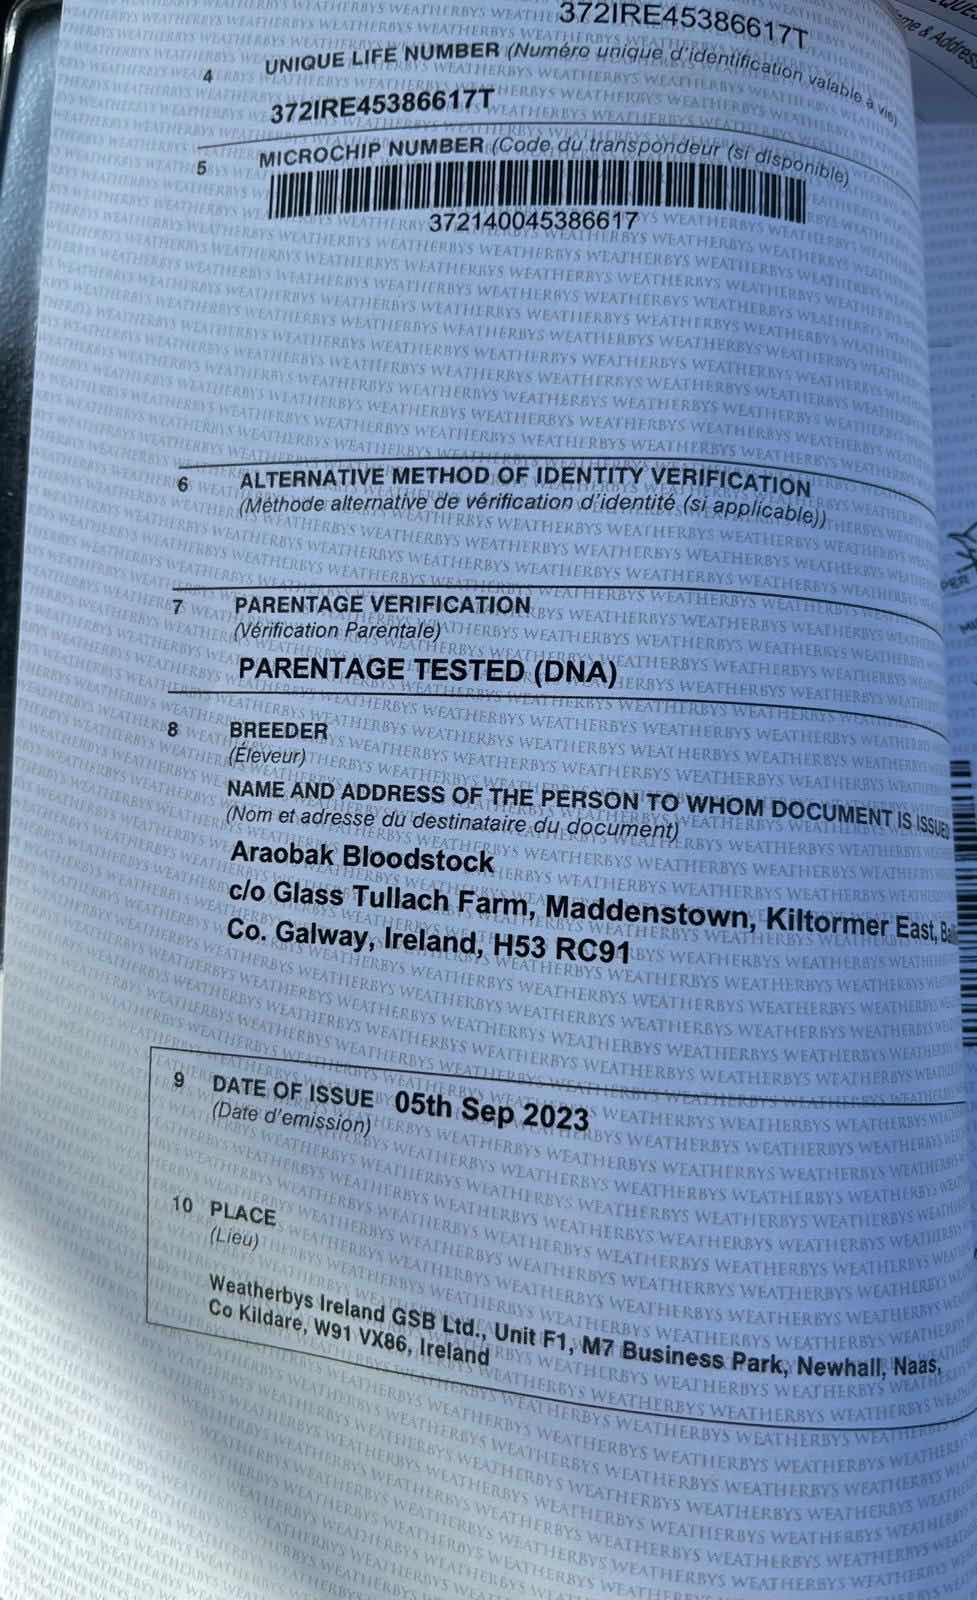 372IRE45386617T
4 UNIQUE LIFE NUMBER (Numéro unique d'identification valable à vie)
372IRE45386617T
5 MICROCHIP NUMBER (Code du transpondeur (si disponible)
372140045386617
6 ALTERNATIVE METHOD OF IDENTITY VERIFICATION
(Méthode alternative de vérification d'identité (si applicable))
7 PARENTAGE VERIFICATION
(Vérification Parentale)
PARENTAGE TESTED (DNA)
8 BREEDER
(Éleveur)
NAME AND ADDRESS OF THE PERSON TO WHOM DOCUMENT IS ISSUED
(Nom et adresse du destinataire du document)
Araobak Bloodstock
c/o Glass Tullach Farm, Maddenstown, Kiltormer East,
Co. Galway, Ireland, H53 RC91
9 DATE OF ISSUE 05th Sep 2023
(Date d'emission)
10 PLACE
(Lieu)
Weatherbys Ireland GSB Ltd., Unit F1, M7 Business Park, Newhall, Naas,
Co Kildare, W91 VX86, Ireland
& Address
WEATHERBYS